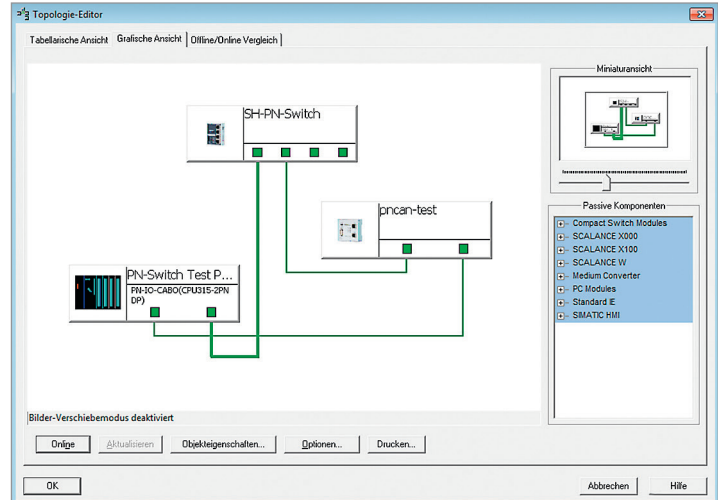 Topologie-Editor
Tabellarische Ansicht
Grafische Ansicht
Offline/Online Vergleich
SH-PN-Switch
pncan-test
PN-Switch Test P...
PN-IO-CABO(CPU315-2PN
DP)
Bilder-Verschiebemodus deaktiviert
Online
Aktualisieren
Objekteigenschaften...
Optionen...
Drucken...
Miniaturansicht
Passive Komponenten
Compact Switch Modules
SCALANCE X000
SCALANCE X100
SCALANCE W
Medium Converter
PC Modules
Standard IE
SIMATIC HMI
OK
Abbrechen
Hilfe